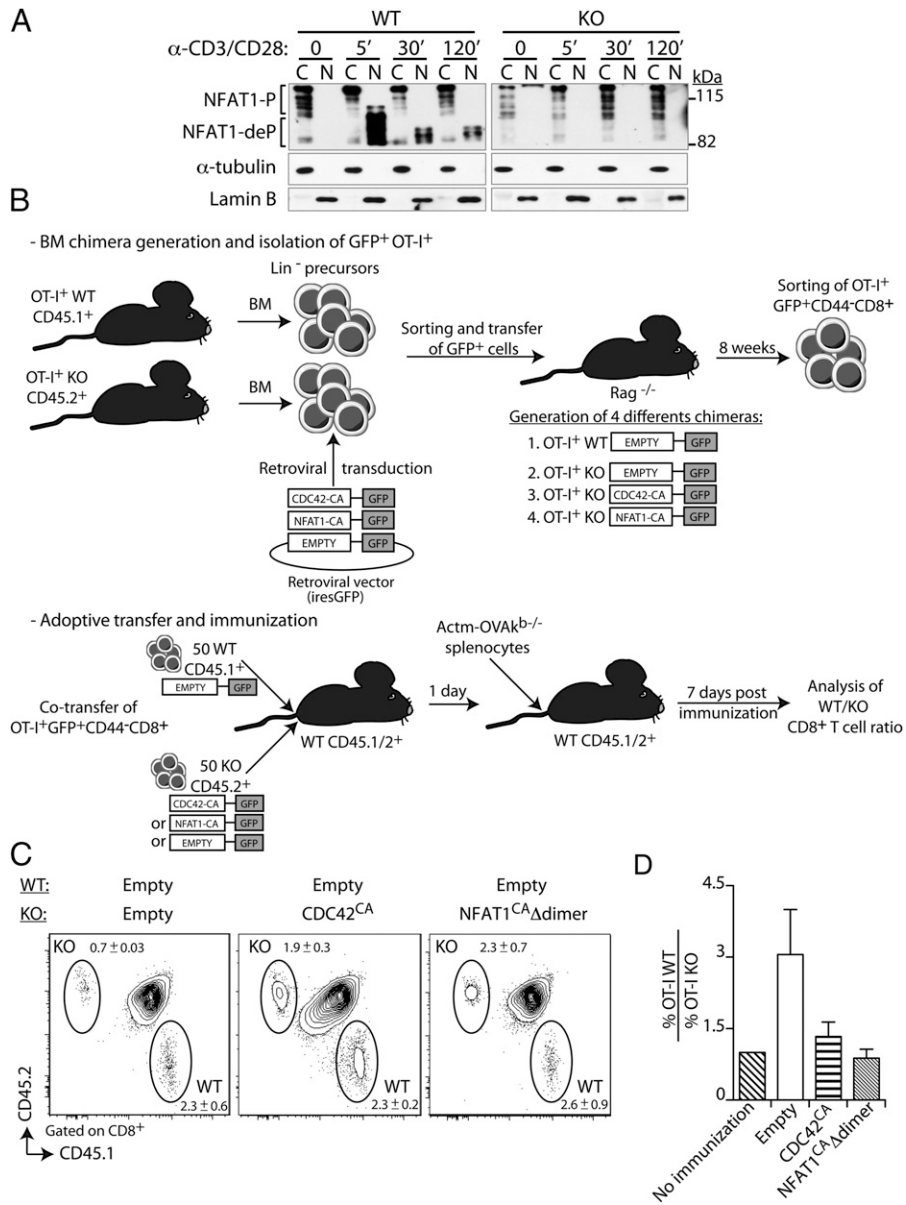 A
WT
KO
α-CD3/CD28: 0 5′ 30′ 120′ 0 5′ 30′ 120′
C N C N C N C N C N C N C N C N
kDa
NFAT1-P
115
NFAT1-deP
82
α-tubulin
Lamin B
B
- BM chimera generation and isolation of GFP+ OT-I+
OT-I+ WT
CD45.1+
BM
Lin - precursors
OT-I+ KO
CD45.2+
BM
Sorting and transfer
of GFP+ cells
Rag -/-
8 weeks
Sorting of OT-I+
GFP+CD44-CD8+
Retroviral transduction
CDC42-CA GFP
NFAT1-CA GFP
EMPTY GFP
Retroviral vector
(iresGFP)
Generation of 4 differents chimeras:
1. OT-I+ WT EMPTY GFP
2. OT-I+ KO EMPTY GFP
3. OT-I+ KO CDC42-CA GFP
4. OT-I+ KO NFAT1-CA GFP
- Adoptive transfer and immunization
50 WT
CD45.1+
EMPTY GFP
Co-transfer of
OT-I+GFP+CD44-CD8+
50 KO
CD45.2+
CDC42-CA GFP
or NFAT1-CA GFP
or EMPTY GFP
WT CD45.1/2+
1 day
Actm-OVAkb-/-
splenocytes
WT CD45.1/2+
7 days post
immunization
Analysis of
WT/KO
CD8+ T cell ratio
C
WT: Empty Empty Empty
KO: Empty CDC42CA NFAT1CAΔdimer
KO 0.7 ± 0.03
WT
2.3 ± 0.6
KO 1.9 ± 0.3
WT
2.3 ± 0.2
KO 2.3 ± 0.7
WT
2.6 ± 0.9
CD45.2
Gated on CD8+
CD45.1
D
% OT-I WT
% OT-I KO
4.5
3
1.5
0
No immunization
Empty
CDC42CA
NFAT1CAΔdimer